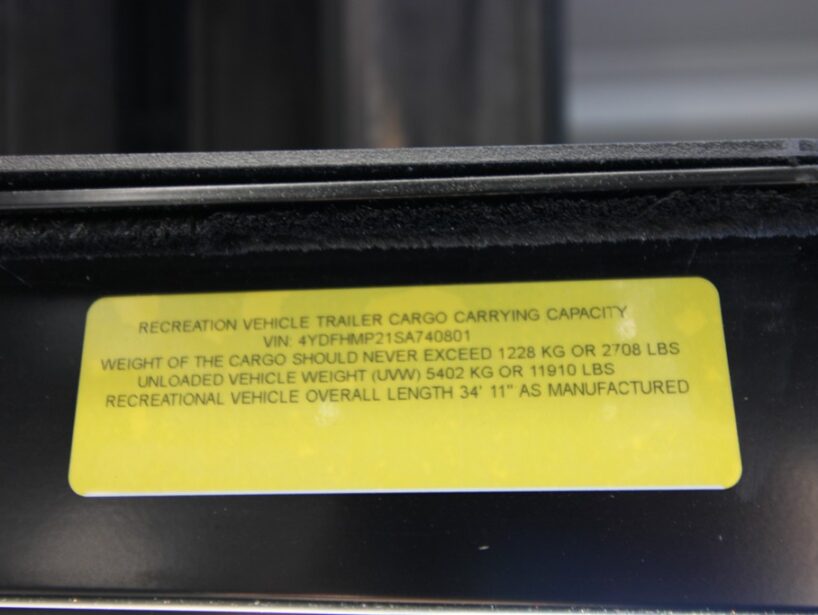 RECREATION VEHICLE TRAILER CARGO CARRYING CAPACITY
VIN: 4YDFHMP21SA740801
WEIGHT OF THE CARGO SHOULD NEVER EXCEED 1228 KG OR 2708 LBS
UNLOADED VEHICLE WEIGHT (UVW) 5402 KG OR 11910 LBS
RECREATIONAL VEHICLE OVERALL LENGTH 34' 11" AS MANUFACTURED